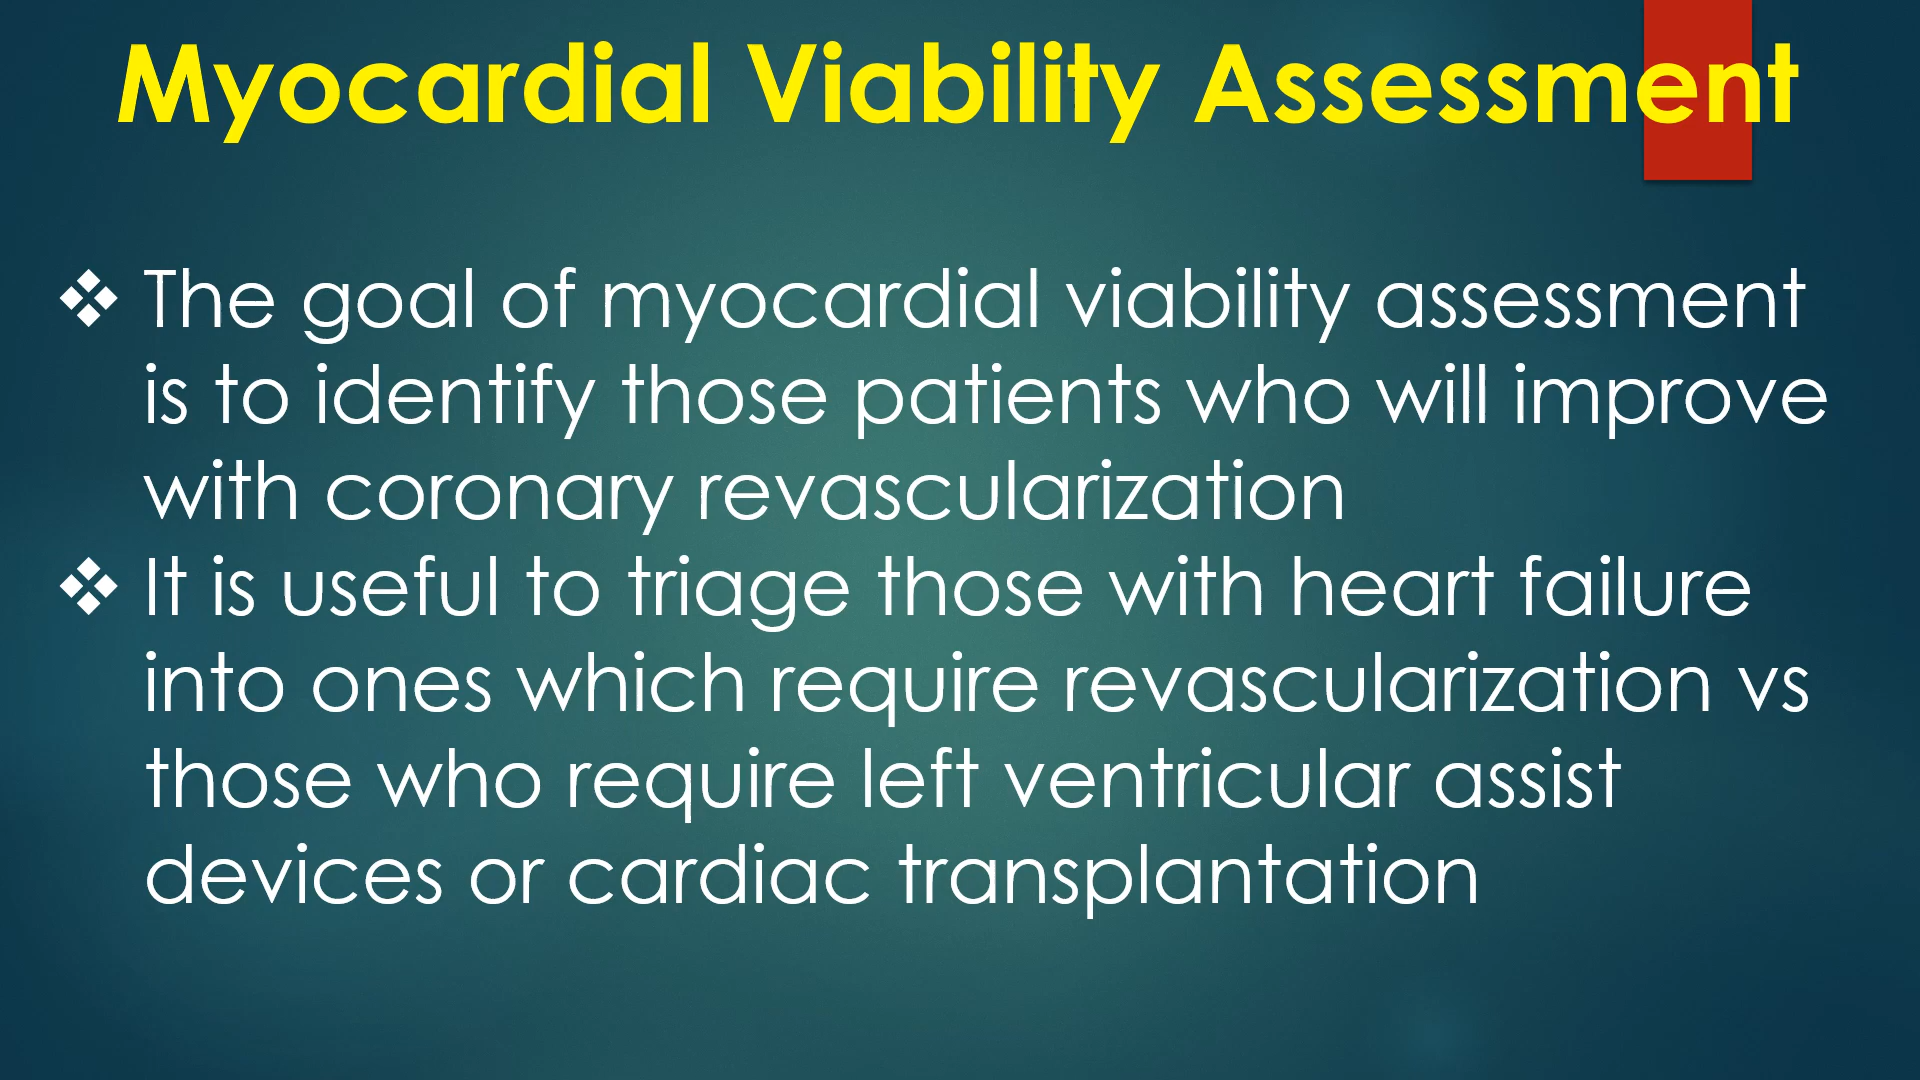 Myocardial Viability Assessment
❖ The goal of myocardial viability assessment
is to identify those patients who will improve
with coronary revascularization
❖ It is useful to triage those with heart failure
into ones which require revascularization vs
those who require left ventricular assist
devices or cardiac transplantation